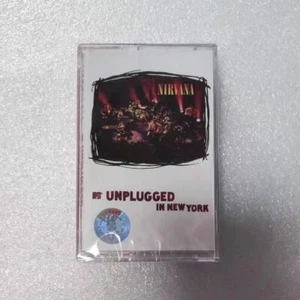 NIRVANA
MTV UNPLUGGED
IN NEW YORK